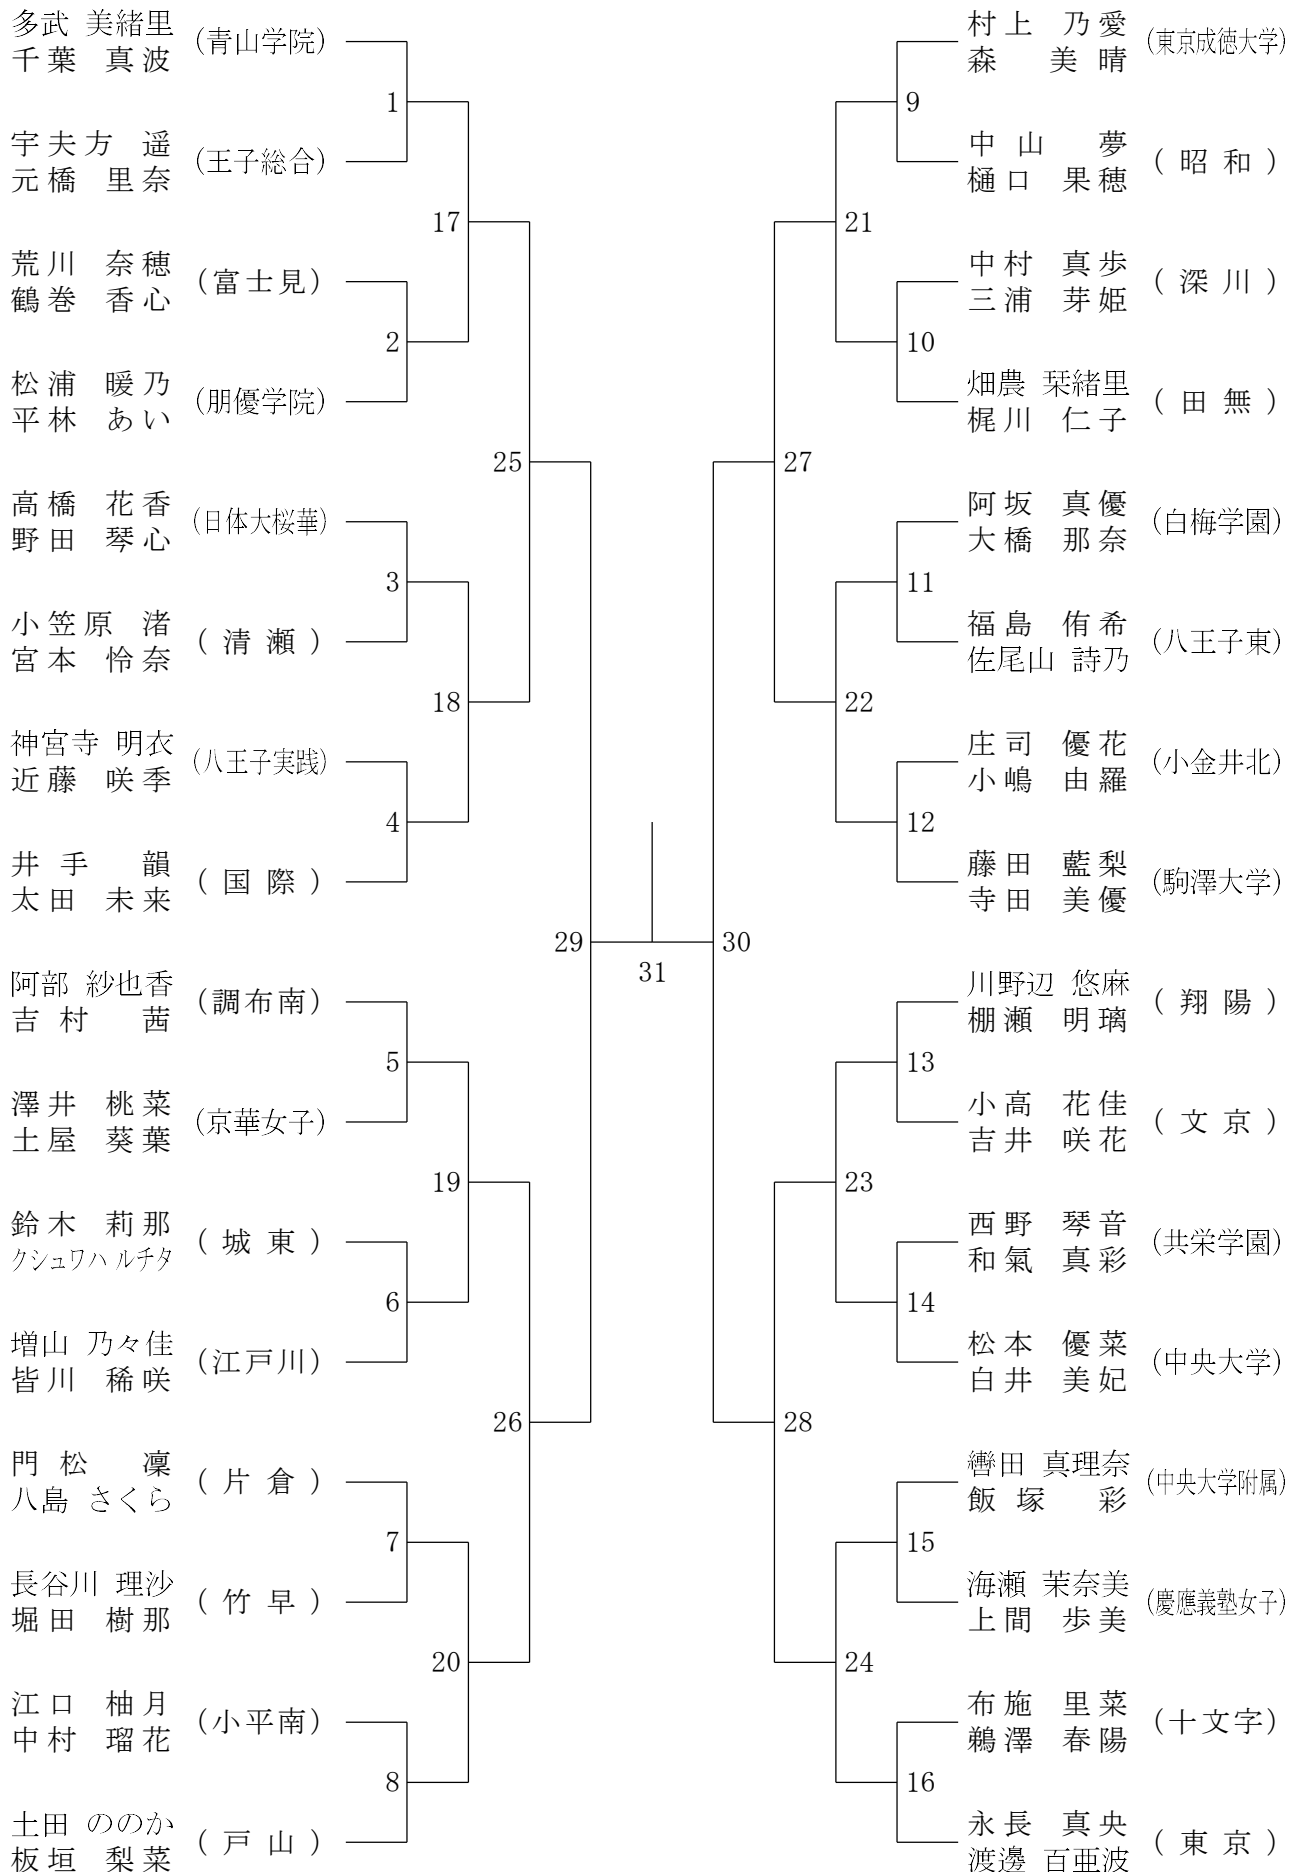 多武 美緒里
千葉 真波
(青山学院)
宇夫方 遥
元橋 里奈
(王子総合)
荒川 奈穂
鶴巻 香心
(富士見)
松浦 暖乃
平林 あい
(朋優学院)
高橋 花香
野田 琴心
(日体大桜華)
小笠原 渚
宮本 怜奈
(清瀬)
神宮寺 明衣
近藤 咲季
(八王子実践)
井手 韻
太田 未来
(国際)
阿部 紗也香
吉村 茜
(調布南)
澤井 桃菜
土屋 葵葉
(京華女子)
鈴木 莉那
クシュワハ ルチタ
(城東)
増山 乃々佳
皆川 稀咲
(江戸川)
門松 凜
八島 さくら
(片倉)
長谷川 理沙
堀田 樹那
(竹早)
江口 柚月
中村 瑠花
(小平南)
土田 ののか
板垣 梨菜
(戸山)
1
2
3
4
5
6
7
8
17
18
19
20
25
26
29
31
30
27
28
21
22
23
24
9
10
11
12
13
14
15
16
村上 乃愛
森 美晴
(東京成徳大学)
中山 夢
樋口 果穂
(昭和)
中村 真歩
三浦 芽姫
(深川)
畑農 栞緒里
梶川 仁子
(田無)
阿坂 真優
大橋 那奈
(白梅学園)
福島 侑希
佐尾山 詩乃
(八王子東)
庄司 優花
小嶋 由羅
(小金井北)
藤田 藍梨
寺田 美優
(駒澤大学)
川野辺 悠麻
棚瀬 明璃
(翔陽)
小高 花佳
吉井 咲花
(文京)
西野 琴音
和氣 真彩
(共栄学園)
松本 優菜
白井 美妃
(中央大学)
轡田 真理奈
飯塚 彩
(中央大学附属)
海瀬 茉奈美
上間 歩美
(慶應義塾女子)
布施 里菜
鵜澤 春陽
(十文字)
永長 真央
渡邊 百亜波
(東京)